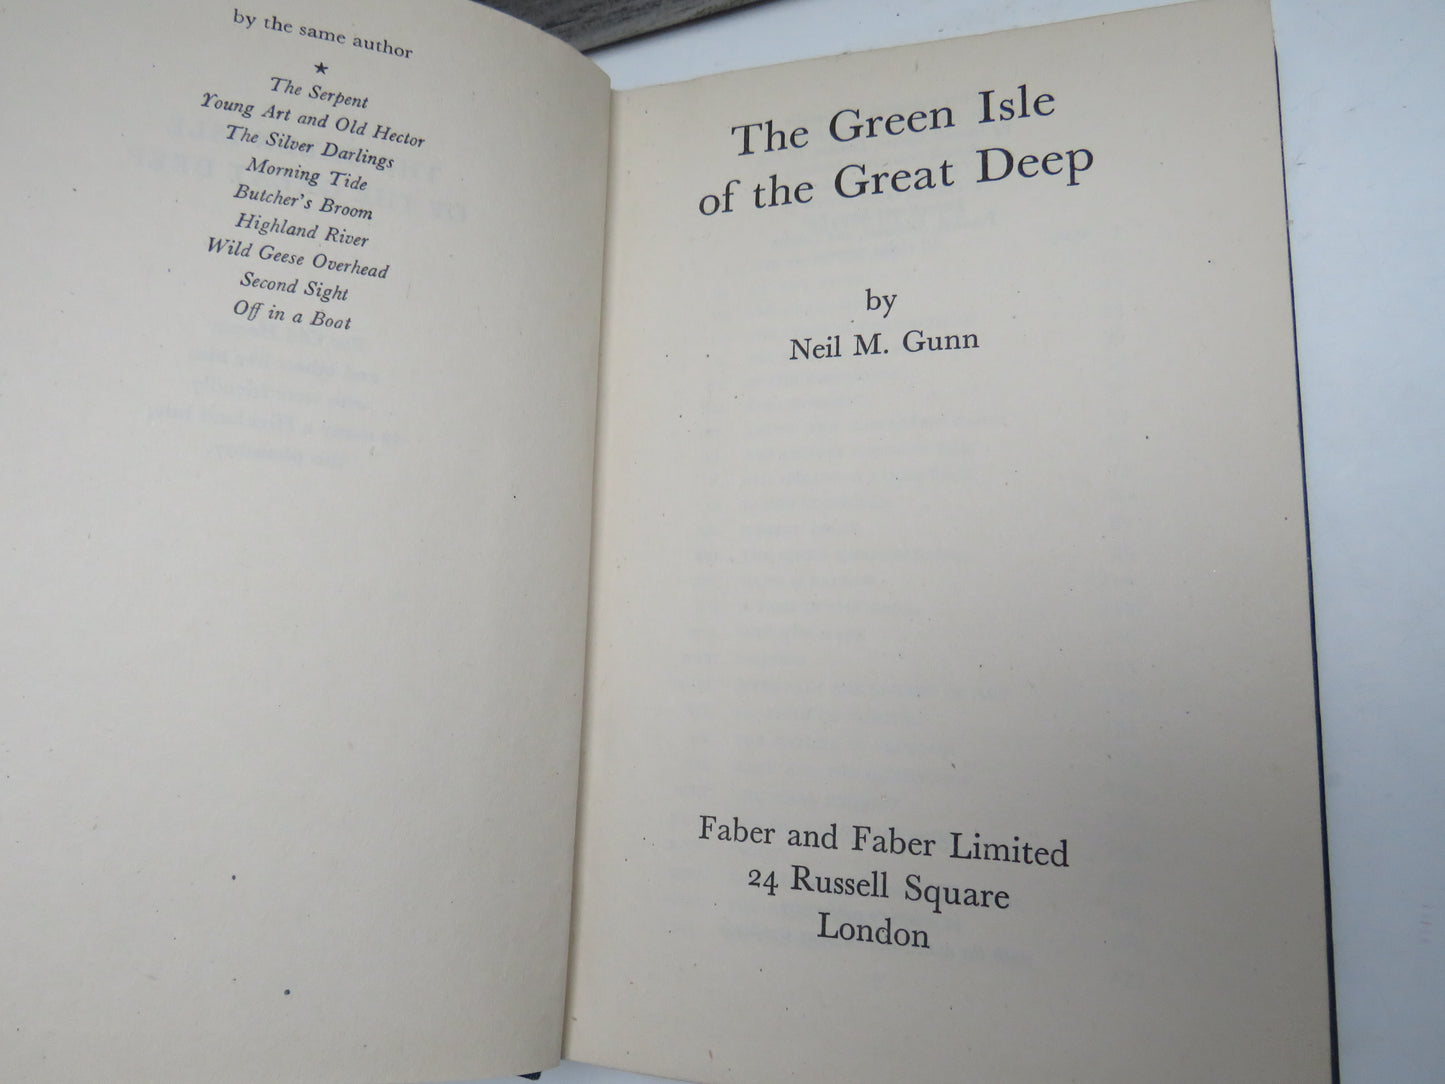 by the same author
★
The Serpent
Young Art and Old Hector
The Silver Darlings
Morning Tide
Butcher's Broom
Highland River
Wild Geese Overhead
Second Sight
Off in a Boat
The Green Isle
of the Great Deep
by
Neil M. Gunn
Faber and Faber Limited
24 Russell Square
London